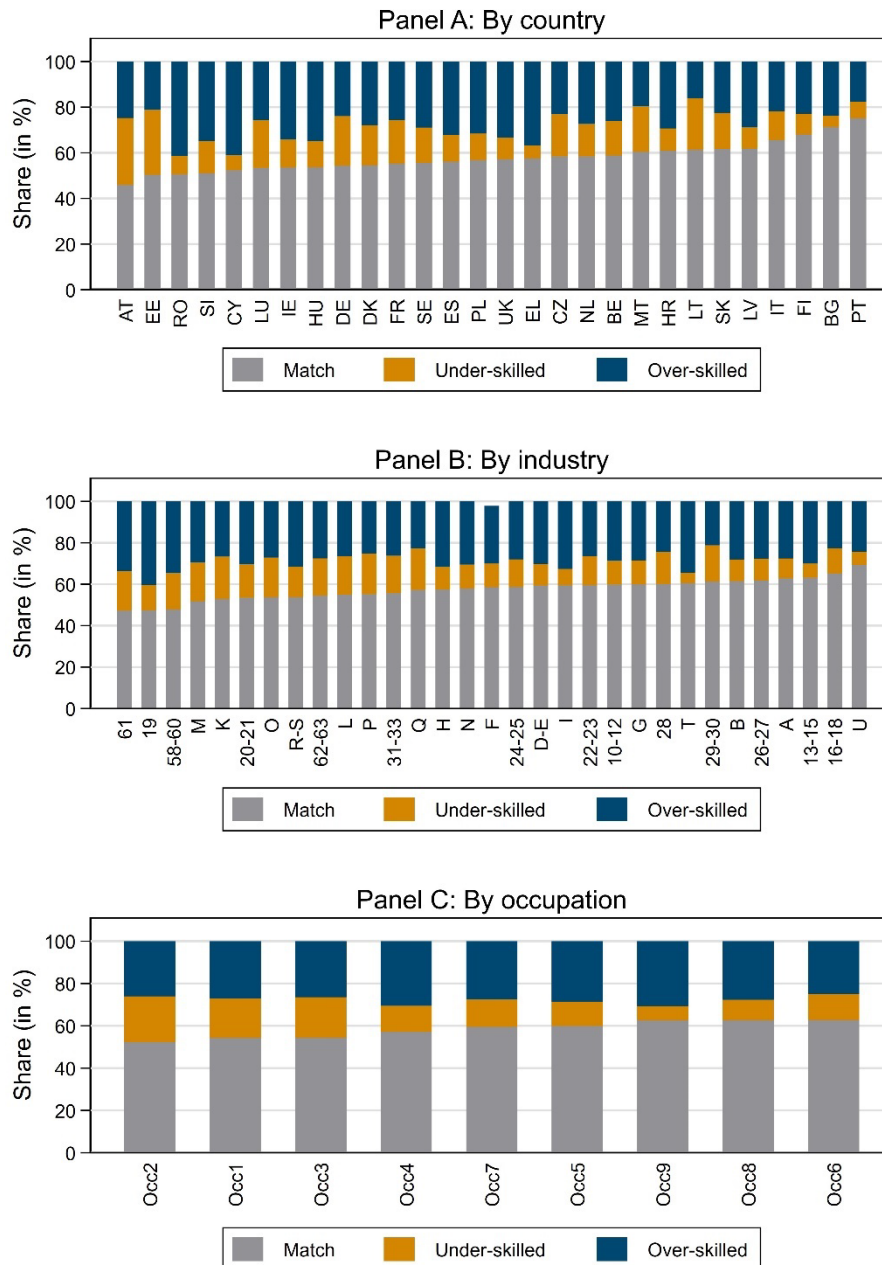 Panel A: By country
Share (in %)
100
80
60
40
20
0
AT EE RO SI CY LU IE HU DE DK FR SE ES PL UK EL CZ NL BE MT HR LT SK LV IT FI BG PT
Match Under-skilled Over-skilled
Panel B: By industry
Share (in %)
100
80
60
40
20
0
61 19 58-60 M K 20-21 O R-S 62-63 L P 31-33 Q H N F 24-25 D-E I 22-23 10-12 G 28 T 29-30 B 26-27 A 13-15 16-18 U
Match Under-skilled Over-skilled
Panel C: By occupation
Share (in %)
100
80
60
40
20
0
Occ2 Occ1 Occ3 Occ4 Occ7 Occ5 Occ9 Occ8 Occ6
Match Under-skilled Over-skilled